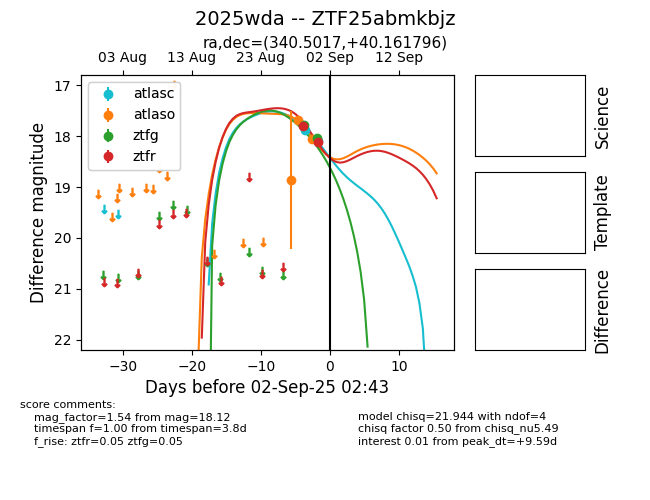 2025wda -- ZTF25abmkbjz
ra,dec=(340.5017,+40.161796)
03 Aug 13 Aug 23 Aug 02 Sep 12 Sep
atlasc
atlaso
ztfg
ztfr
17
18
19
20
21
22
Difference magnitude
−30 −20 −10 0 10
Days before 02-Sep-25 02:43
Science
Template
Difference
score comments:
mag_factor=1.54 from mag=18.12
timespan f=1.00 from timespan=3.8d
f_rise: ztfr=0.05 ztfg=0.05
model chisq=21.944 with ndof=4
chisq factor 0.50 from chisq_nu5.49
interest 0.01 from peak_dt=+9.59d